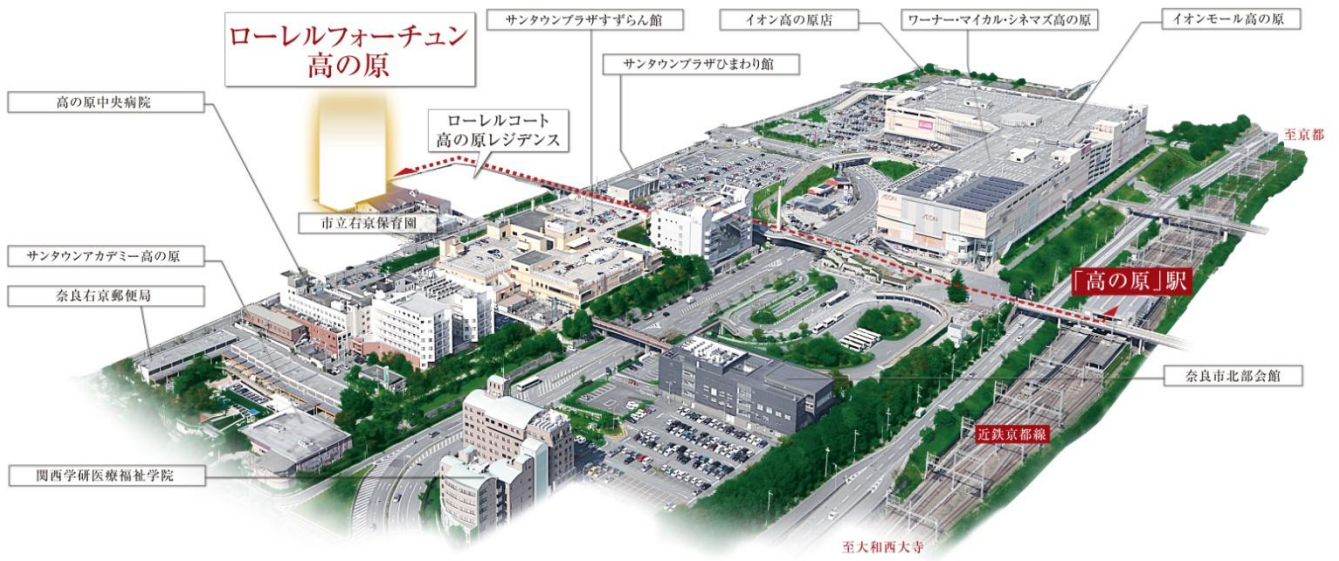 サンタウンプラザすずらん館
イオン高の原店
ワーナー・マイカル・シネマズ高の原
イオンモール高の原
ローレルフォーチュン
高の原
サンタウンプラザひまわり館
高の原中央病院
ローレルコート
高の原レジデンス
至京都
市立右京保育園
サンタウンアカデミー高の原
奈良右京郵便局
AEON
「高の原」駅
奈良市北部会館
近鉄京都線
関西学研医療福祉学院
至大和西大寺